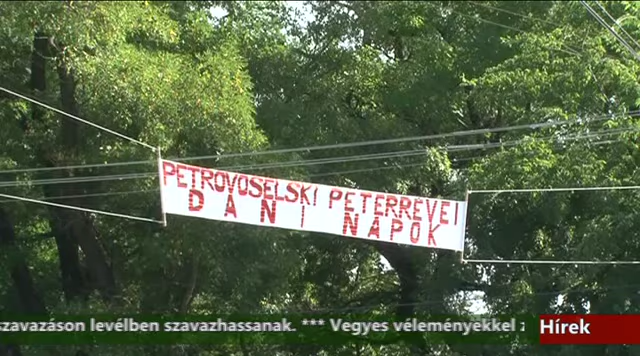 PETROVOSELSKI PETERREVEI
DANI NAPOK
szavazáson levélben szavazhassanak. *** Vegyes véleményekkel
Hírek